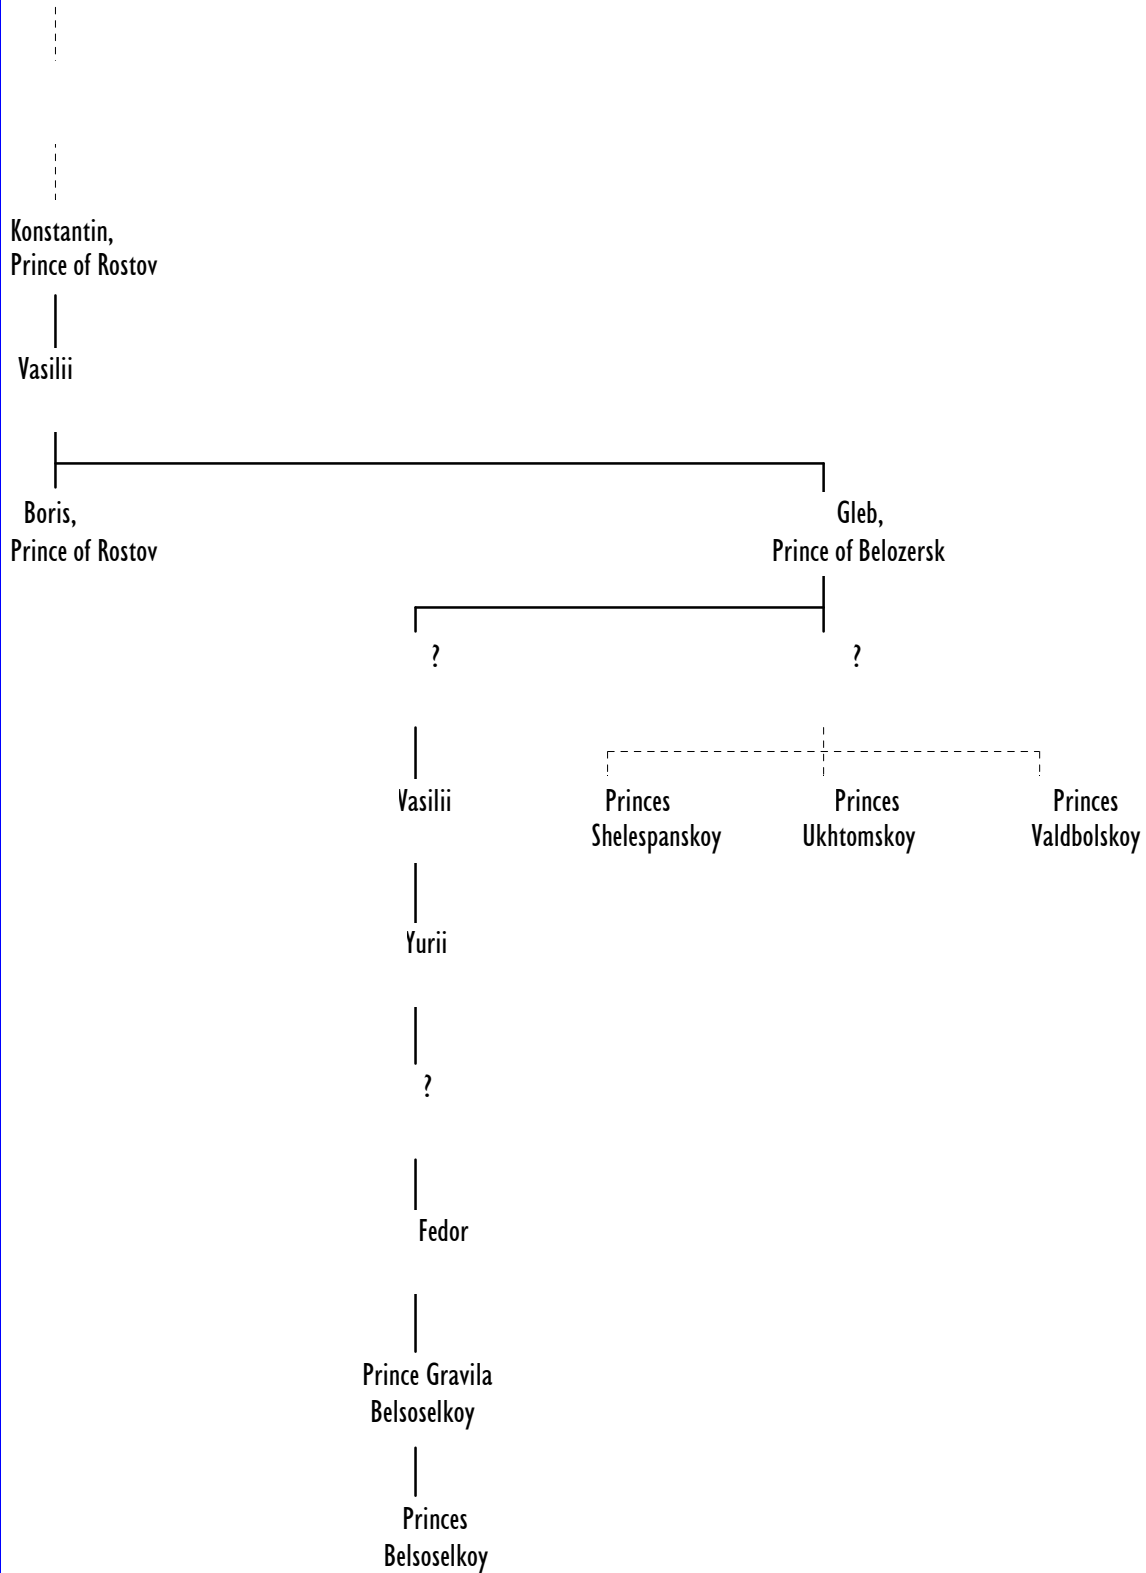 Konstantin,
Prince of Rostov
Vasilii
Boris,
Prince of Rostov
Gleb,
Prince of Belozersk
?
?
Vasilii
Princes
Shelespanskoy
Princes
Ukhtomskoy
Princes
Valdbolskoy
Yurii
?
Fedor
Prince Gravila
Belsoselkoy
Princes
Belsoselkoy